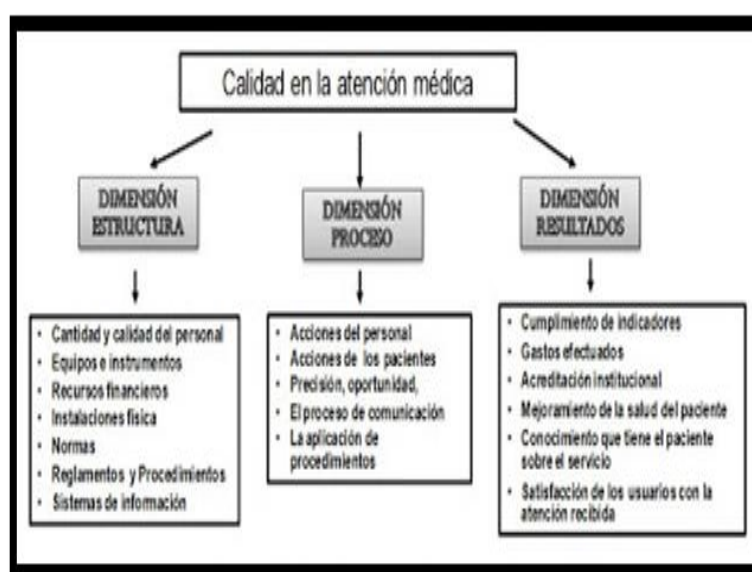 Calidad en la atención médica
DIMENSIÓN
ESTRUCTURA
DIMENSIÓN
PROCESO
DIMENSIÓN
RESULTADOS
• Cantidad y calidad del personal
• Equipos e instrumentos
• Recursos financieros
• Instalaciones física
• Normas
• Reglamentos y Procedimientos
• Sistemas de información
• Acciones del personal
• Acciones de los pacientes
• Precisión, oportunidad,
• El proceso de comunicación
• La aplicación de
procedimientos
• Cumplimiento de indicadores
• Gastos efectuados
• Acreditación institucional
• Mejoramiento de la salud del paciente
• Conocimiento que tiene el paciente
sobre el servicio
• Satisfacción de los usuarios con la
atención recibida